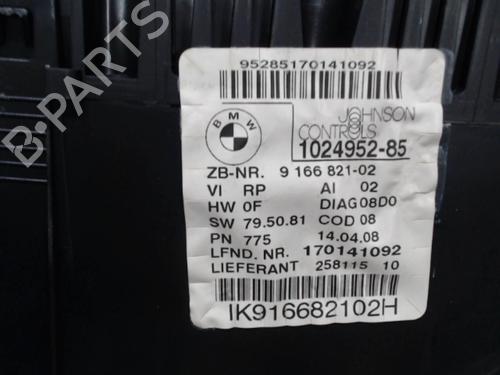 95285170141092
BMW
JOHNSON
CONTROLS
1024952-85
ZB-NR. 9 166 821-02
VI RP AI 02
HW 0F DIAG 08D0
SW 79.50.81 COD 08
PN 775 14.04.08
LFND. NR. 170141092
LIEFERANT 258115 10
IK916682102H
B-PARTS